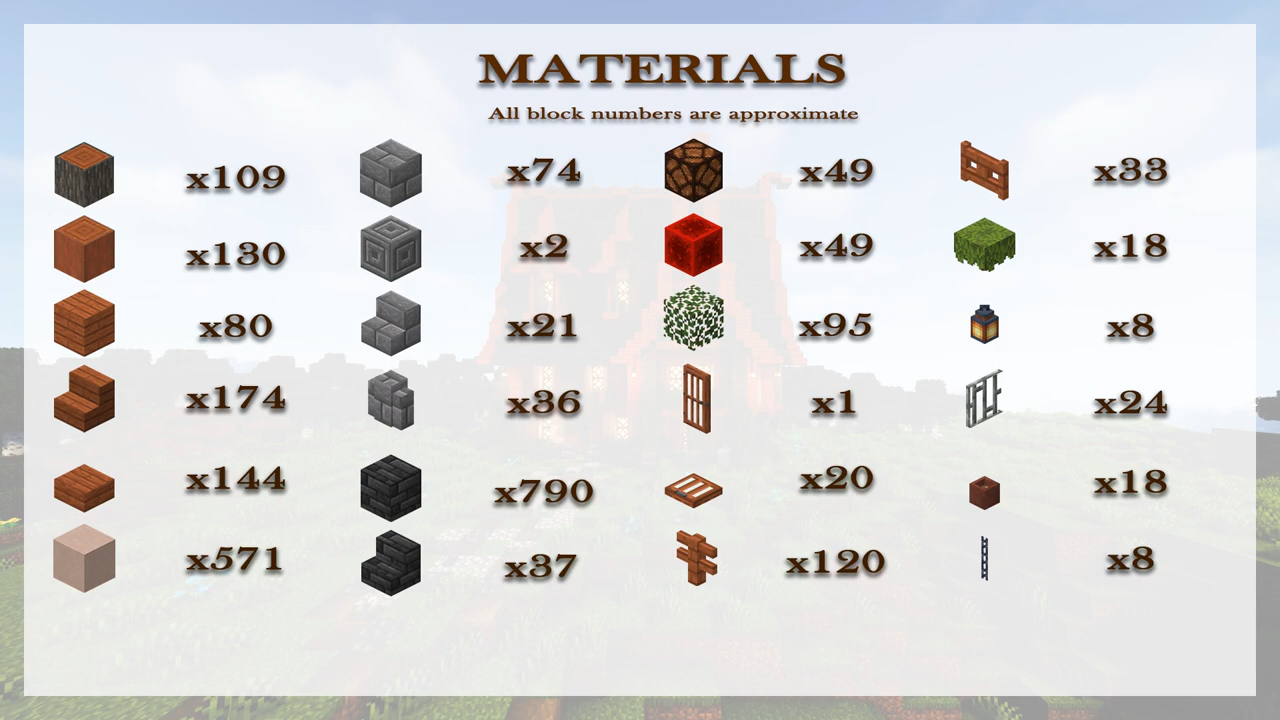 MATERIALS
All block numbers are approximate
x109 x74 x49 x33
x130 x2 x49 x18
x80 x21 x95 x8
x174 x36 x1 x24
x144 x790 x20 x18
x571 x37 x120 x8